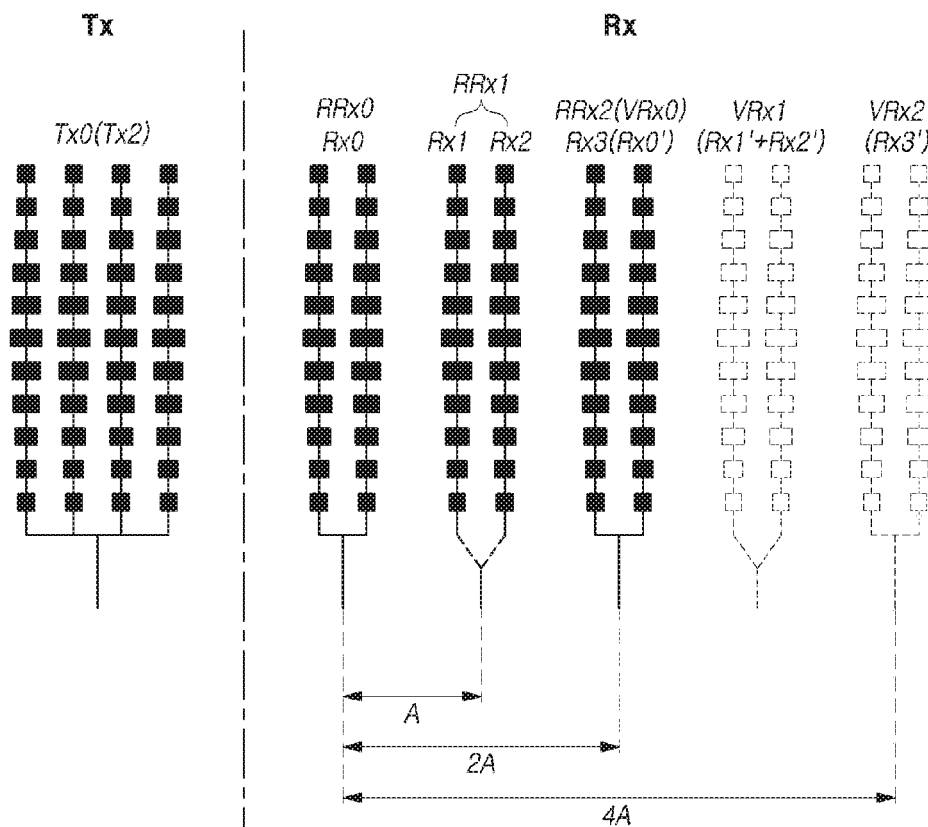 Tx
Rx
Tx0(Tx2)
RRx0
Rx0
RRx1
Rx1 Rx2
RRx2(VRx0)
Rx3(Rx0')
VRx1
(Rx1'+Rx2')
VRx2
(Rx3')
A
2A
4A